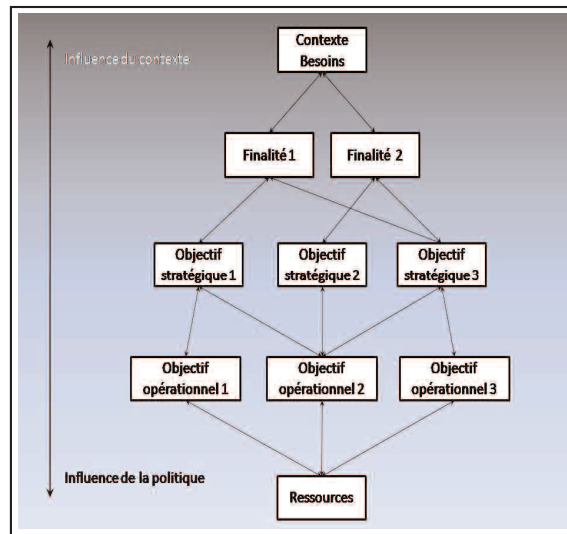 Contexte
Besoins
Influence du contexte
Finalité 1
Finalité 2
Objectif
stratégique 1
Objectif
stratégique 2
Objectif
stratégique 3
Objectif
opérationnel 1
Objectif
opérationnel 2
Objectif
opérationnel 3
Influence de la politique
Ressources